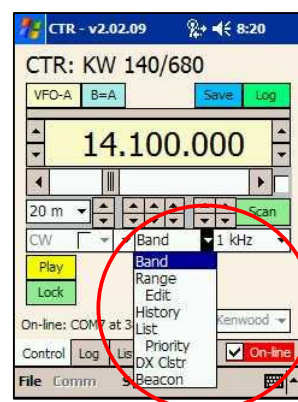 CTR - v2.02.09 8:20
CTR: KW 140/680
VFO-A B=A Save Log
14.100.000
20 m Scan
CW Band 1 kHz
Play
Lock
Band
Range
Edit
History
List
Priority
DX Clstr
Beacon
On-line: COM7 at 3 Kenwood
Control Log Lis On-line
File Comm S